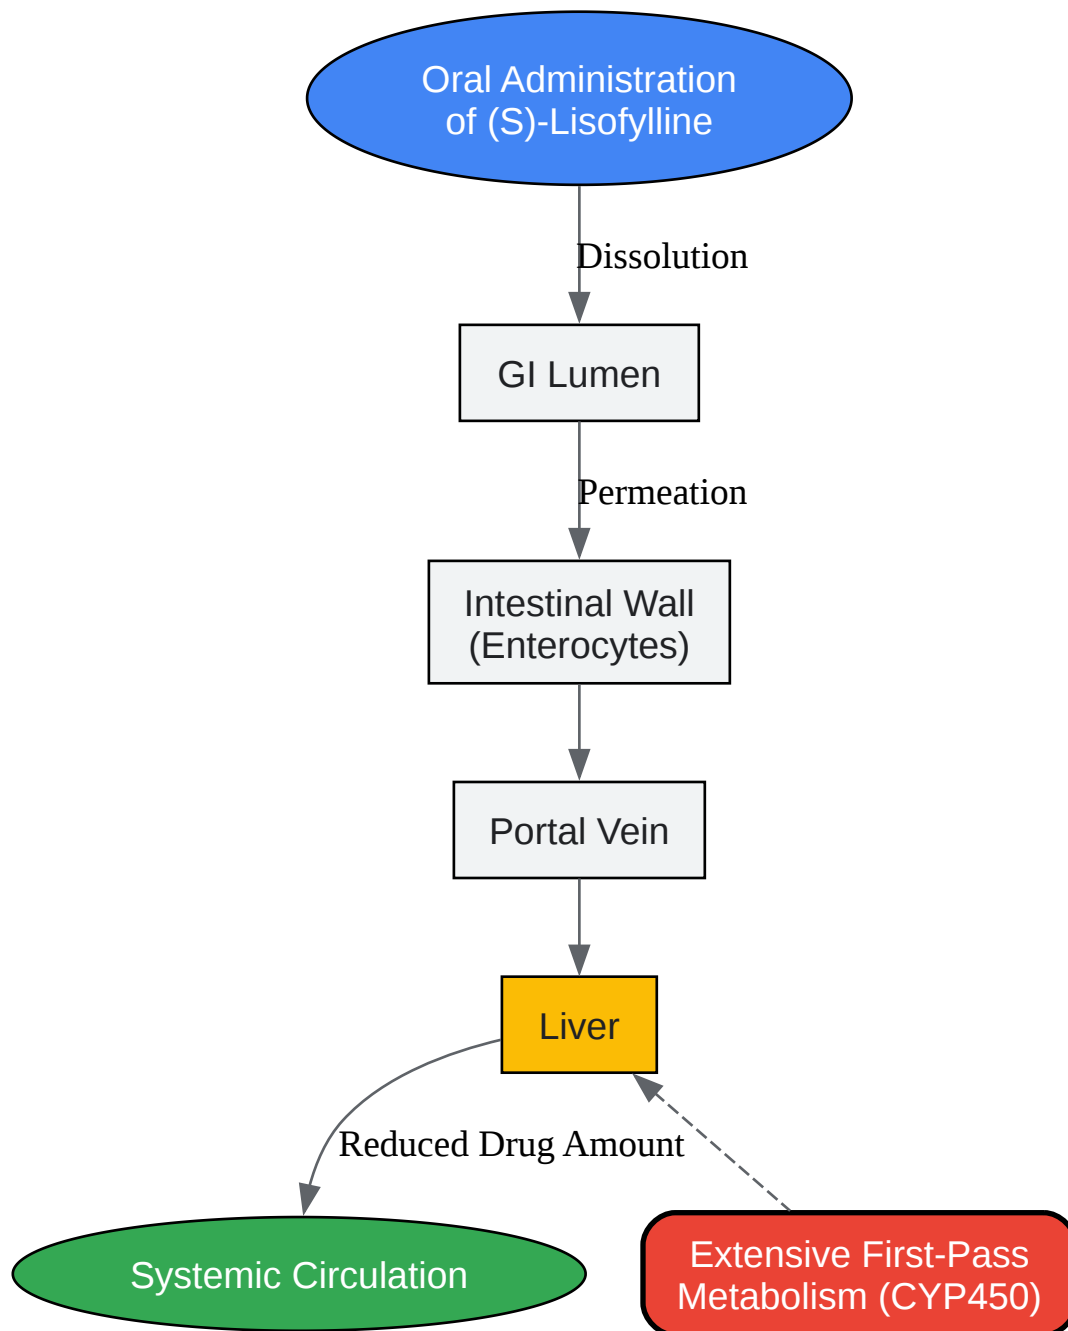 Oral Administration
of (S)-Lisofylline
Dissolution
GI Lumen
Permeation
Intestinal Wall
(Enterocytes)
Portal Vein
Liver
Reduced Drug Amount
Systemic Circulation
Extensive First-Pass
Metabolism (CYP450)